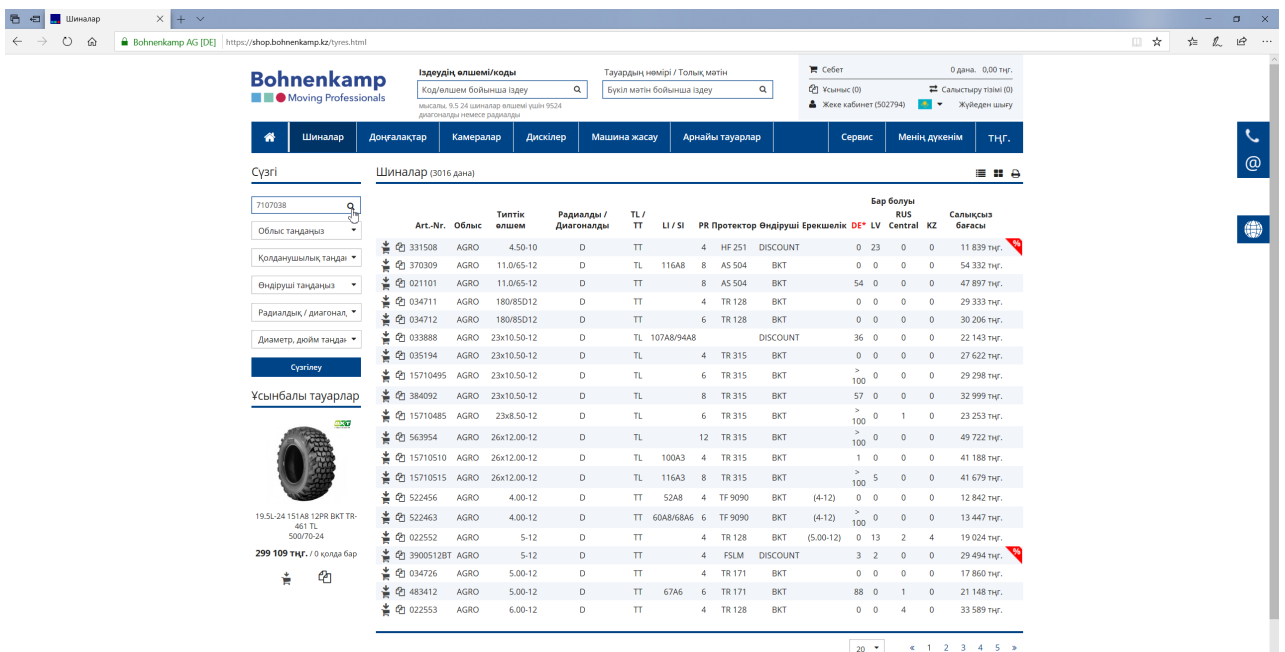 Шиналар
Bohnenkamp AG [DE] https://shop.bohnenkamp.kz/tyres.html
Bohnenkamp
Moving Professionals
Іздеудің өлшемі/коды
Код/өлшем бойынша іздеу
мысалы, 9.5 24 шиналар өлшемі үшін 9524
диагоналды немесе радиалды
Тауардың нөмірі / Толық мәтін
Бүкіл мәтін бойынша іздеу
Себет 0 дана. 0,00 тңг.
Ұсыныс (0) Салыстыру тізімі (0)
Жеке кабинет (502794) Жүйеден шығу
Шиналар Доңғалақтар Камералар Дискілер Машина жасау Арнайы тауарлар Сервис Менің дүкенім тңг.
Сүзгі
7107038
Облыс таңдаңыз
Қолданушылық таңдаı
Өндіруші таңдаңыз
Радиалдық / диагонал,
Диаметр, дюйм таңдаı
Сүзгілеу
Ұсынбалы тауарлар
BKT
19.5L-24 151A8 12PR BKT TR-
461 TL
500/70-24
299 109 тңг. / 0 қолда бар
Шиналар (3016 дана)
Бар болуы
Art.-Nr. Облыс Типтік өлшем Радиалды / Диагоналды TL / TT LI / SI PR Протектор Өндіруші Ерекшелік DE* LV RUS Central KZ Салықсыз бағасы
331508 AGRO 4.50-10 D TT 4 HF 251 DISCOUNT 0 23 0 0 11 839 тңг. %
370309 AGRO 11.0/65-12 D TL 116A8 8 AS 504 BKT 0 0 0 0 54 332 тңг.
021101 AGRO 11.0/65-12 D TT 8 AS 504 BKT 54 0 0 0 47 897 тңг.
034711 AGRO 180/85D12 D TT 4 TR 128 BKT 0 0 0 0 29 333 тңг.
034712 AGRO 180/85D12 D TT 6 TR 128 BKT 0 0 0 0 30 206 тңг.
033888 AGRO 23x10.50-12 D TL 107A8/94A8 DISCOUNT 36 0 0 0 22 143 тңг.
035194 AGRO 23x10.50-12 D TL 4 TR 315 BKT 0 0 0 0 27 622 тңг.
15710495 AGRO 23x10.50-12 D TL 6 TR 315 BKT > 100 0 0 0 29 298 тңг.
384092 AGRO 23x10.50-12 D TL 8 TR 315 BKT 57 0 0 0 32 999 тңг.
15710485 AGRO 23x8.50-12 D TL 6 TR 315 BKT > 100 0 1 0 23 253 тңг.
563954 AGRO 26x12.00-12 D TL 12 TR 315 BKT > 100 0 0 0 49 722 тңг.
15710510 AGRO 26x12.00-12 D TL 100A3 4 TR 315 BKT 1 0 0 0 41 188 тңг.
15710515 AGRO 26x12.00-12 D TL 116A3 8 TR 315 BKT > 100 5 0 0 41 679 тңг.
522456 AGRO 4.00-12 D TT 52A8 4 TF 9090 BKT (4-12) 0 0 0 0 12 842 тңг.
522463 AGRO 4.00-12 D TT 60A8/68A6 6 TF 9090 BKT (4-12) > 100 0 0 0 13 447 тңг.
022552 AGRO 5-12 D TT 4 TR 128 BKT (5.00-12) 0 13 2 4 19 024 тңг.
3900512BT AGRO 5-12 D TT 4 F5LM DISCOUNT 3 2 0 0 29 494 тңг. %
034726 AGRO 5.00-12 D TT 4 TR 171 BKT 0 0 0 0 17 860 тңг.
483412 AGRO 5.00-12 D TT 67A6 6 TR 171 BKT 88 0 1 0 21 148 тңг.
022553 AGRO 6.00-12 D TT 4 TR 128 BKT 0 0 4 0 33 589 тңг.
20 « 1 2 3 4 5 »